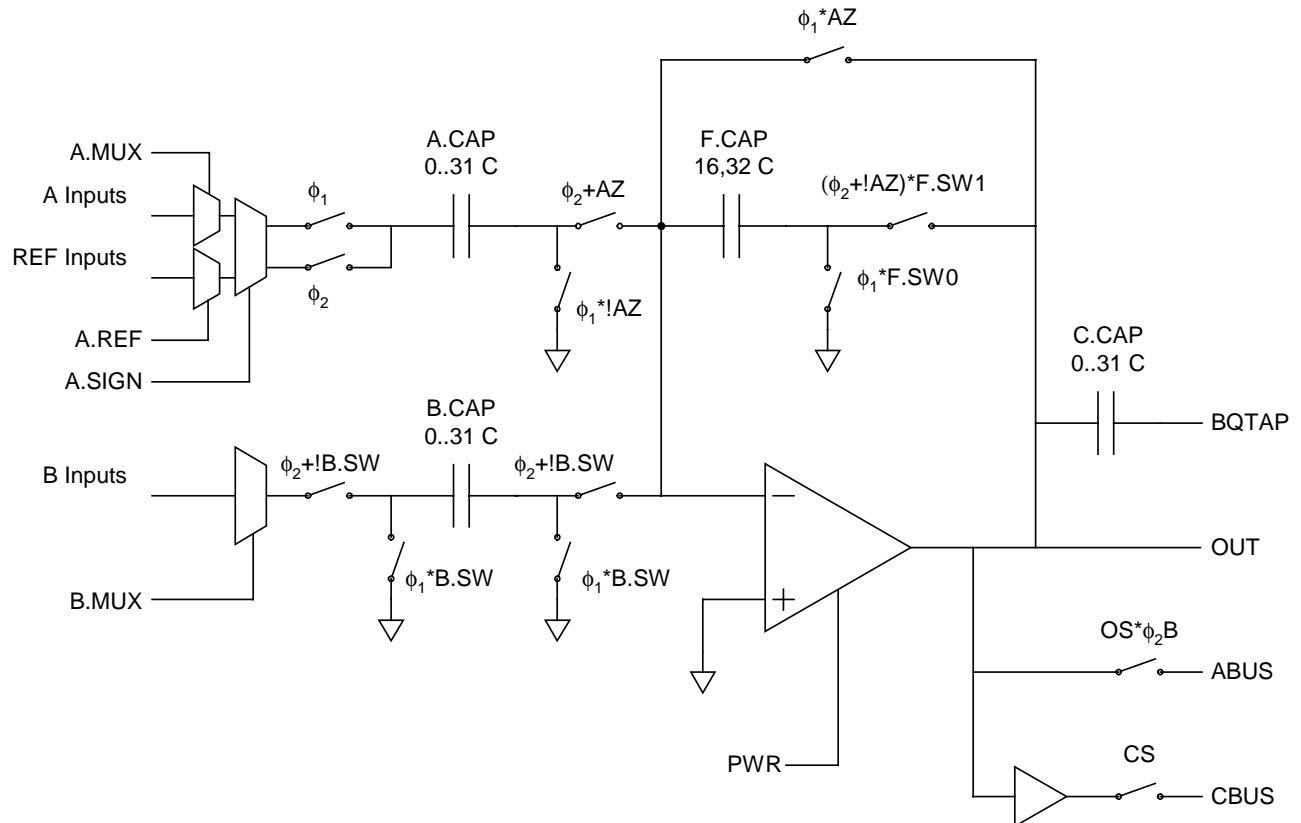 ϕ₁*AZ
A.MUX
A Inputs
REF Inputs
A.REF
A.SIGN
ϕ₁
ϕ₂
A.CAP
0..31 C
ϕ₂+AZ
ϕ₁*!AZ
F.CAP
16,32 C
(ϕ₂+!AZ)*F.SW1
ϕ₁*F.SW0
C.CAP
0..31 C
BQTAP
B Inputs
B.MUX
ϕ₂+!B.SW
B.CAP
0..31 C
ϕ₂+!B.SW
ϕ₁*B.SW
ϕ₁*B.SW
−
+
PWR
OUT
OS*ϕ₂B
ABUS
CS
CBUS